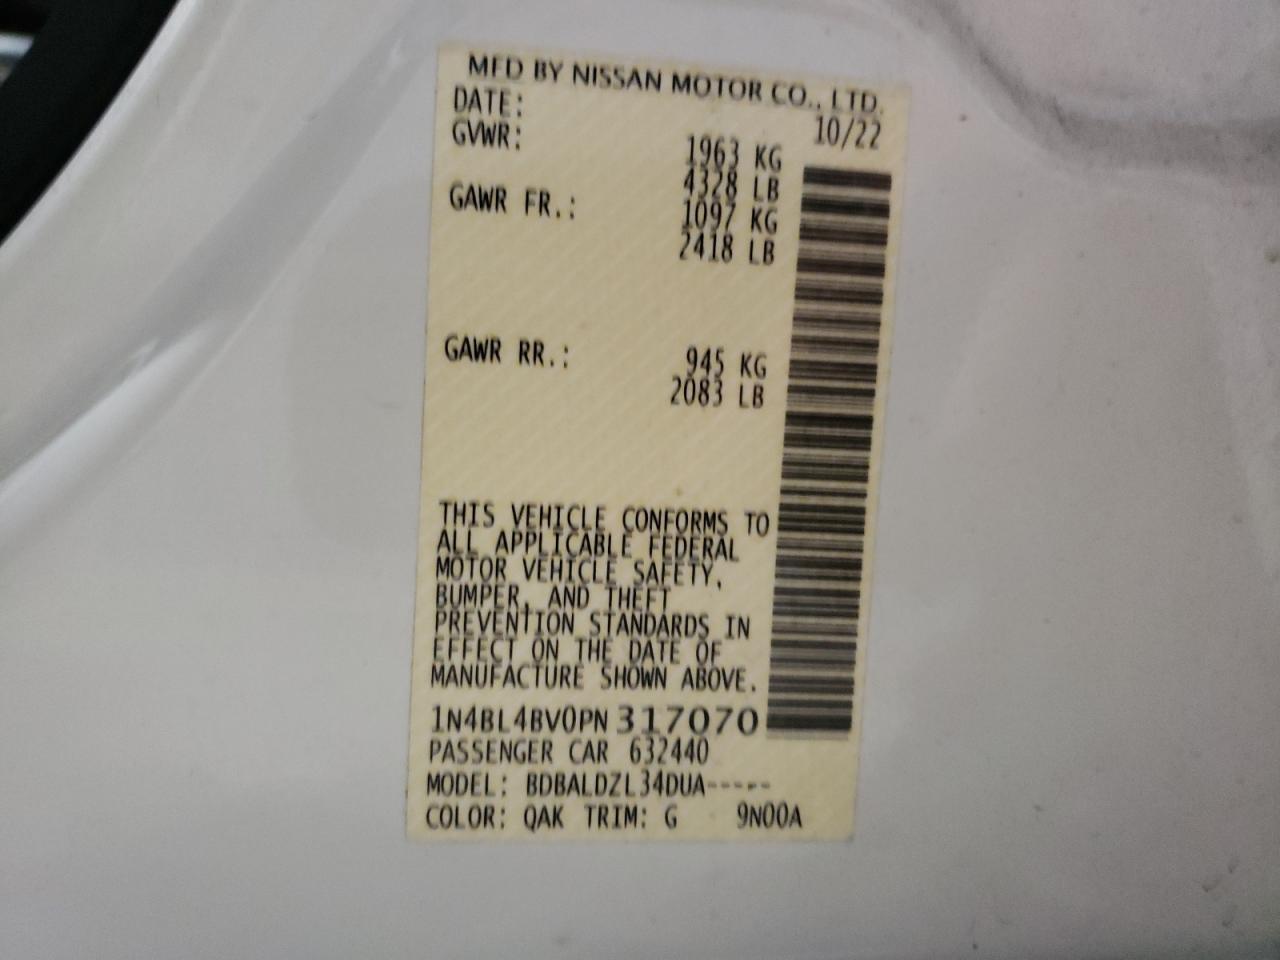 MFD BY NISSAN MOTOR CO., LTD.
DATE: 10/22
GVWR: 1963 KG
4328 LB
GAWR FR.: 1097 KG
2418 LB
GAWR RR.: 945 KG
2083 LB
THIS VEHICLE CONFORMS TO
ALL APPLICABLE FEDERAL
MOTOR VEHICLE SAFETY,
BUMPER, AND THEFT
PREVENTION STANDARDS IN
EFFECT ON THE DATE OF
MANUFACTURE SHOWN ABOVE.
1N4BL4BV0PN317070
PASSENGER CAR 632440
MODEL: BDBALDZL34DUA-----
COLOR: QAK TRIM: G 9N00A